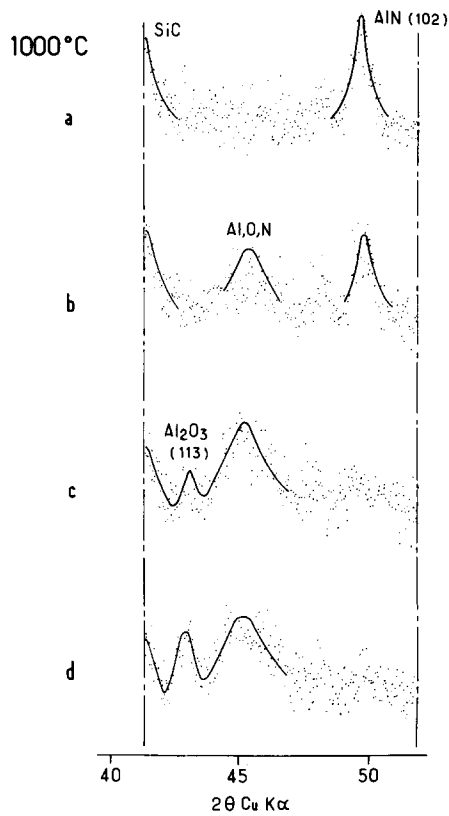 1000°C
SiC
AlN (102)
a
Al,O,N
b
Al₂O₃
(113)
c
d
40 45 50
2θ Cu Kα